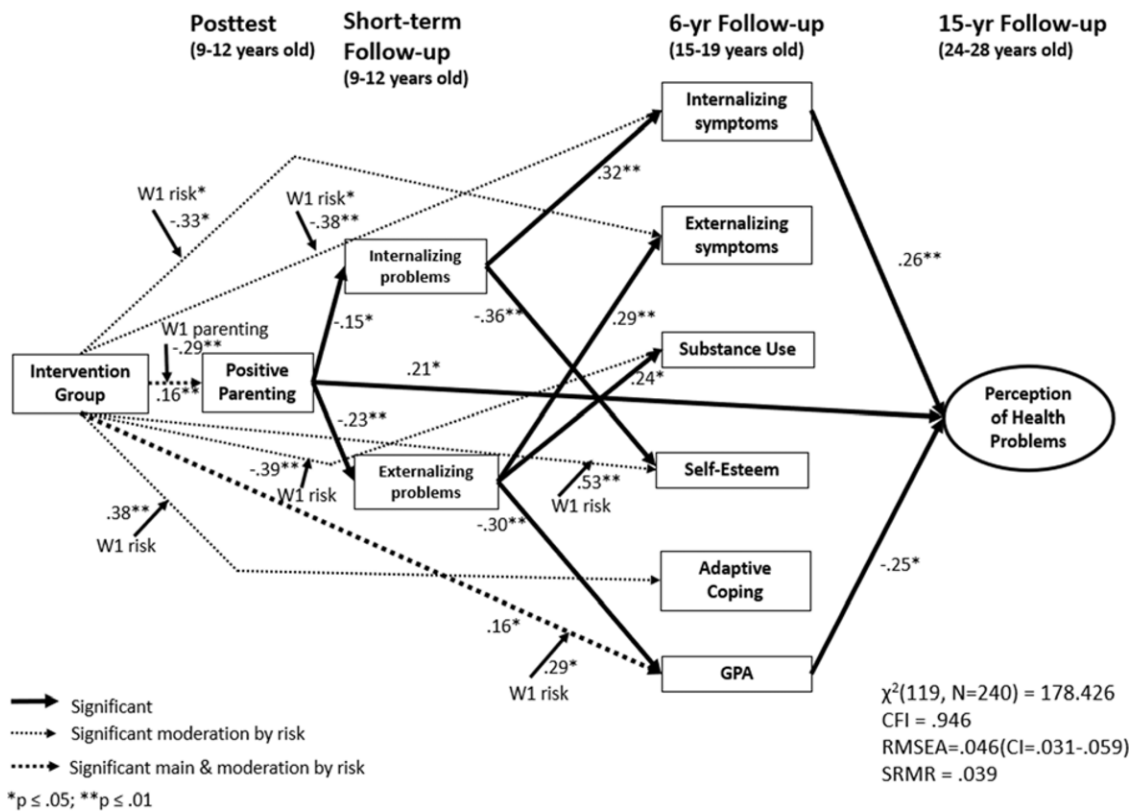 Posttest
(9-12 years old)
Short-term
Follow-up
(9-12 years old)
6-yr Follow-up
(15-19 years old)
15-yr Follow-up
(24-28 years old)
Internalizing
symptoms
.32**
W1 risk*
-.33*
W1 risk*
-.38**
Externalizing
symptoms
Internalizing
problems
.26**
-.15*
-.36**
.29**
W1 parenting
-.29**
Intervention
Group
.16**
Positive
Parenting
.21*
Substance Use
.24*
Perception
of Health
Problems
-.23**
-.39**
W1 risk
Externalizing
problems
.53**
W1 risk
Self-Esteem
.38**
W1 risk
-.30**
Adaptive
Coping
-.25*
.16*
.29*
W1 risk
GPA
Significant
Significant moderation by risk
Significant main & moderation by risk
*p ≤ .05; **p ≤ .01
χ²(119, N=240) = 178.426
CFI = .946
RMSEA=.046(CI=.031-.059)
SRMR = .039